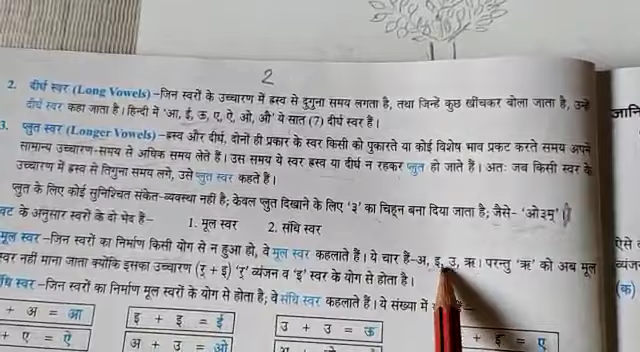 2
2. दीर्घ स्वर (Long Vowels) –जिन स्वरों के उच्चारण में ह्रस्व से दुगुना समय लगता है, तथा जिन्हें कुछ खींचकर बोला जाता है, उन्हें
दीर्घ स्वर कहा जाता है। हिन्दी में 'आ, ई, ऊ, ए, ऐ, ओ, औ' ये सात (7) दीर्घ स्वर हैं।
3. प्लुत स्वर (Longer Vowels) –ह्रस्व और दीर्घ, दोनों ही प्रकार के स्वर किसी को पुकारते या कोई विशेष भाव प्रकट करते समय अपने
सामान्य उच्चारण-समय से अधिक समय लेते हैं। उस समय ये स्वर ह्रस्व या दीर्घ न रहकर प्लुत हो जाते हैं। अतः जब किसी स्वर के
उच्चारण में ह्रस्व से तिगुना समय लगे, उसे प्लुत स्वर कहते हैं।
प्लुत के लिए कोई सुनिश्चित संकेत-व्यवस्था नही है; केवल प्लुत दिखाने के लिए '३' का चिह्न बना दिया जाता है; जैसे- 'ओ३म्'।
वट के अनुसार स्वरों के दो भेद हैं– 1. मूल स्वर 2. संधि स्वर
मूल स्वर –जिन स्वरों का निर्माण किसी योग से न हुआ हो, वे मूल स्वर कहलाते हैं। ये चार हैं-अ, इ, उ, ऋ। परन्तु 'ऋ' को अब मूल
स्वर नहीं माना जाता क्योंकि इसका उच्चारण (र् + इ) 'र्' व्यंजन व 'इ' स्वर के योग से होता है।
धि स्वर –जिन स्वरों का निर्माण मूल स्वरों के योग से होता है; वे संधि स्वर कहलाते हैं। ये संख्या में
+ अ = आ इ + इ = ई उ + उ = ऊ + इ = ए
+ ए = ऐ अ + उ = ओ
जानि
ऐसे
व्यंज
(क)